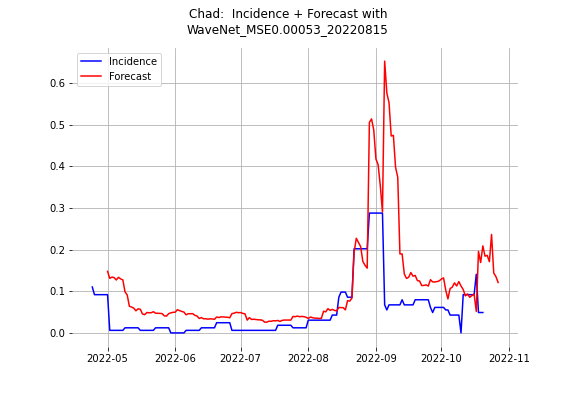 Chad:  Incidence + Forecast with
WaveNet_MSE0.00053_20220815
Incidence
Forecast
0.6
0.5
0.4
0.3
0.2
0.1
0.0
2022-05 2022-06 2022-07 2022-08 2022-09 2022-10 2022-11